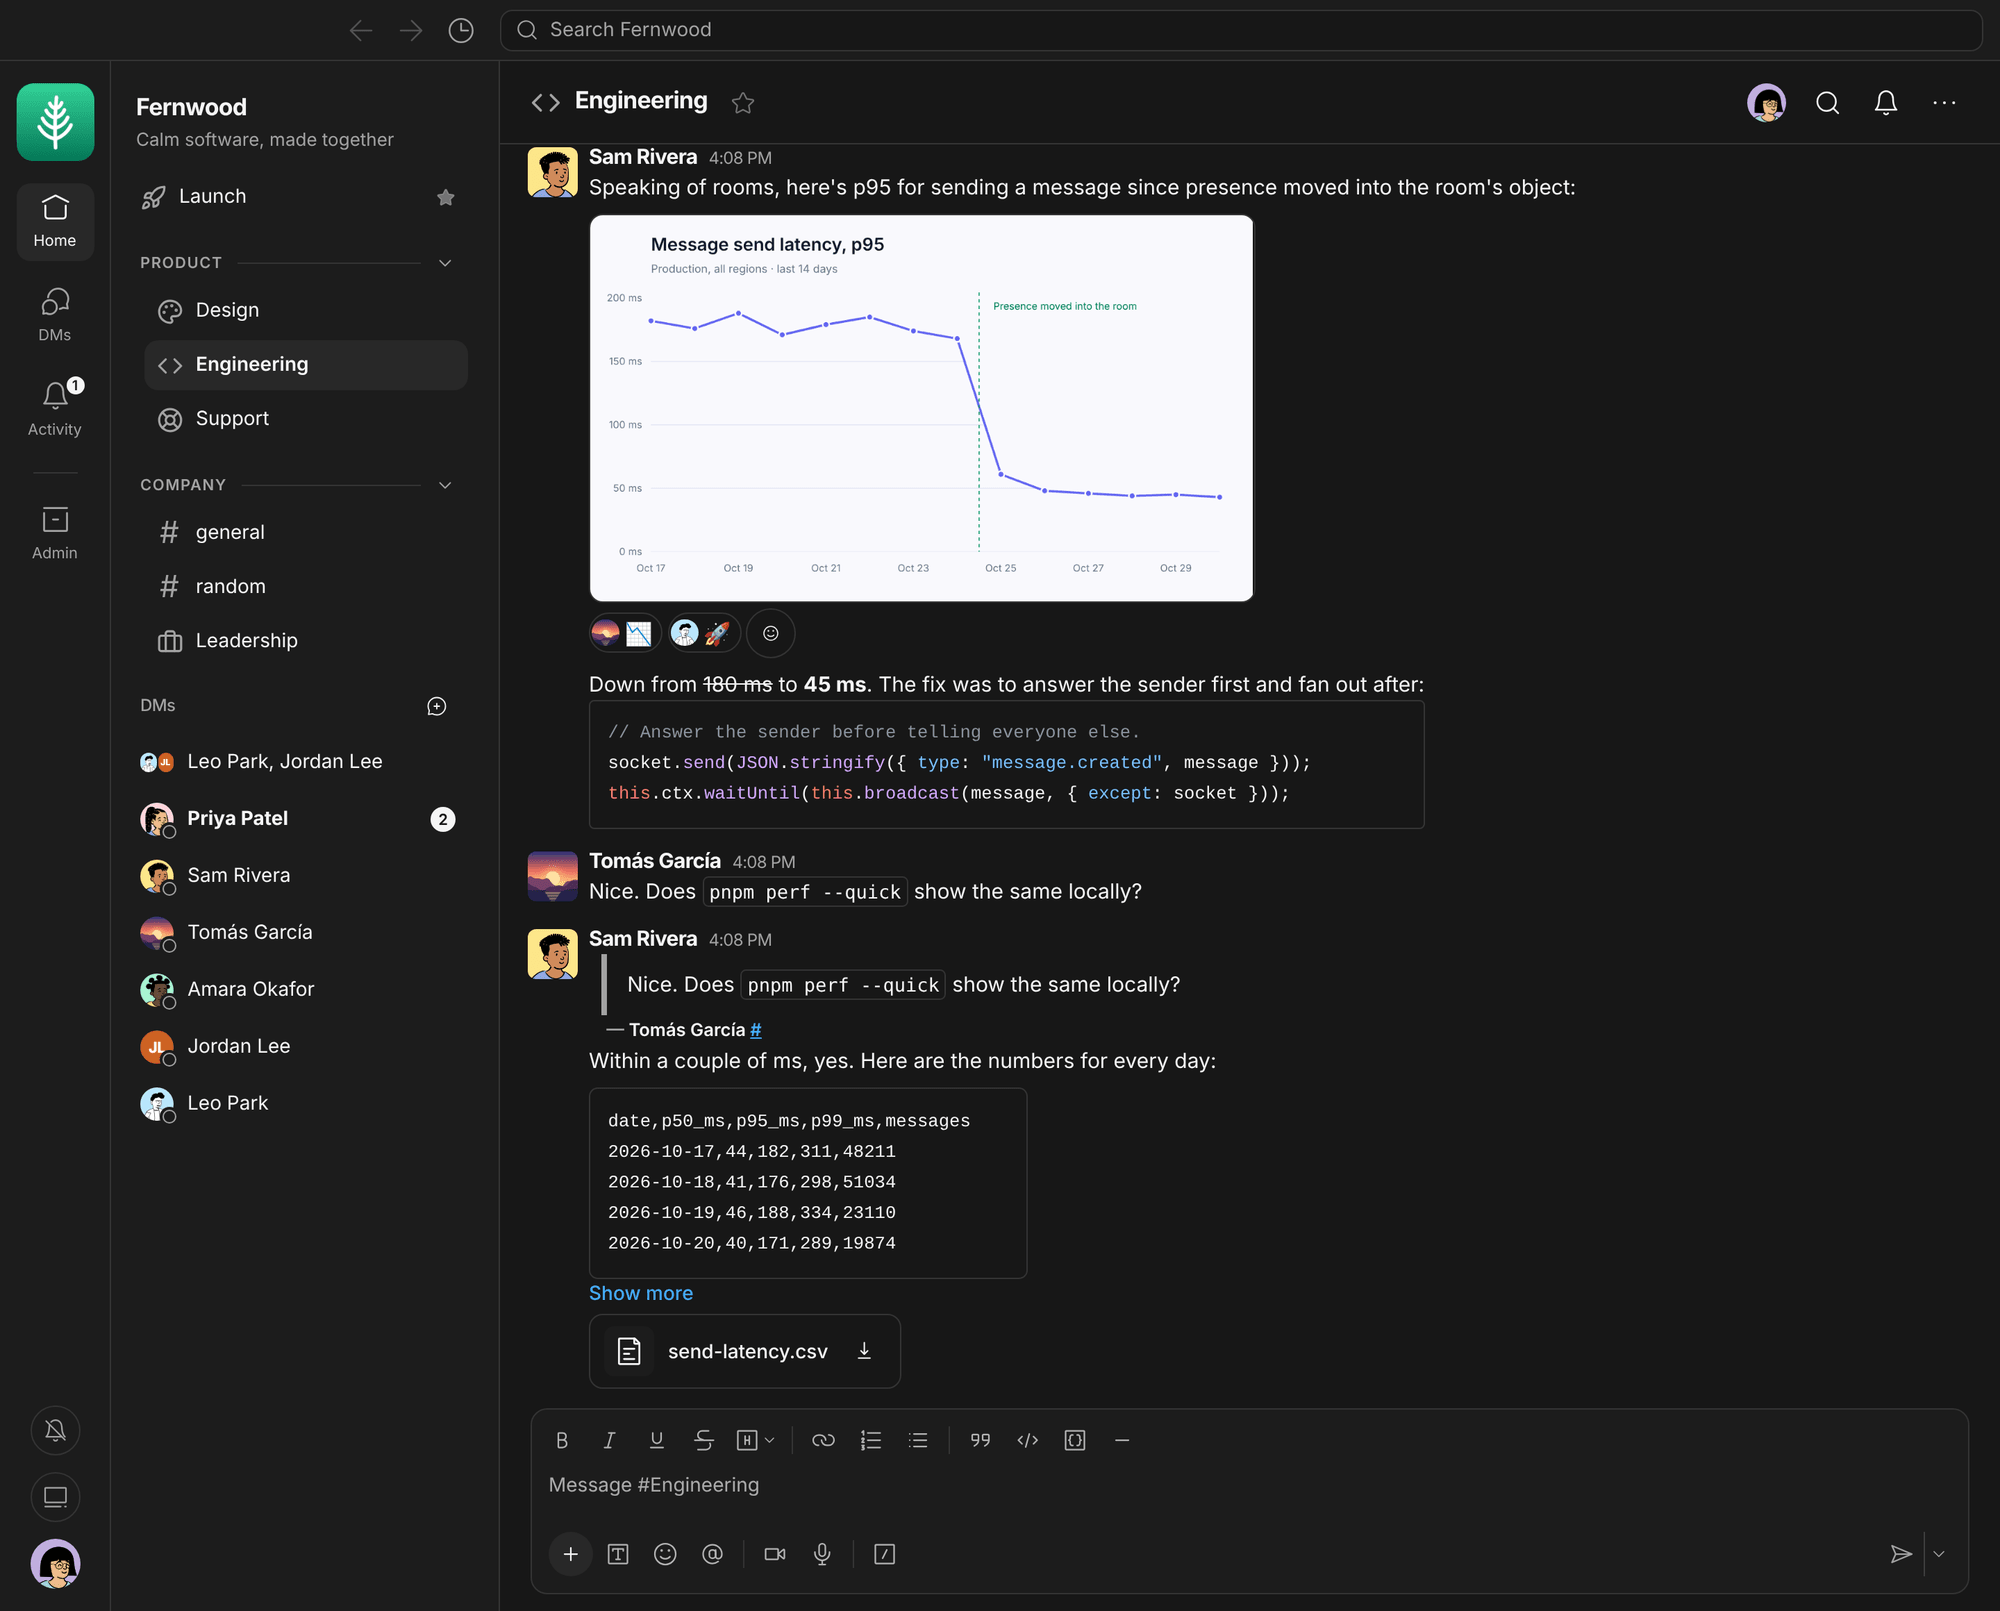 Search Fernwood
Fernwood
Calm software, made together
Launch
PRODUCT
Design
Engineering
Support
COMPANY
general
random
Leadership
DMs
Leo Park, Jordan Lee
Priya Patel
2
Sam Rivera
Tomás García
Amara Okafor
JL
Jordan Lee
Leo Park
Home
DMs
1
Activity
Admin
Engineering
Sam Rivera 4:08 PM
Speaking of rooms, here's p95 for sending a message since presence moved into the room's object:
Message send latency, p95
Production, all regions · last 14 days
200 ms
150 ms
100 ms
50 ms
0 ms
Presence moved into the room
Oct 17 Oct 19 Oct 21 Oct 23 Oct 25 Oct 27 Oct 29
Down from 180 ms to 45 ms. The fix was to answer the sender first and fan out after:
// Answer the sender before telling everyone else.
socket.send(JSON.stringify({ type: "message.created", message }));
this.ctx.waitUntil(this.broadcast(message, { except: socket }));
Tomás García 4:08 PM
Nice. Does pnpm perf --quick show the same locally?
Sam Rivera 4:08 PM
Nice. Does pnpm perf --quick show the same locally?
— Tomás García #
Within a couple of ms, yes. Here are the numbers for every day:
date,p50_ms,p95_ms,p99_ms,messages
2026-10-17,44,182,311,48211
2026-10-18,41,176,298,51034
2026-10-19,46,188,334,23110
2026-10-20,40,171,289,19874
Show more
send-latency.csv
Message #Engineering